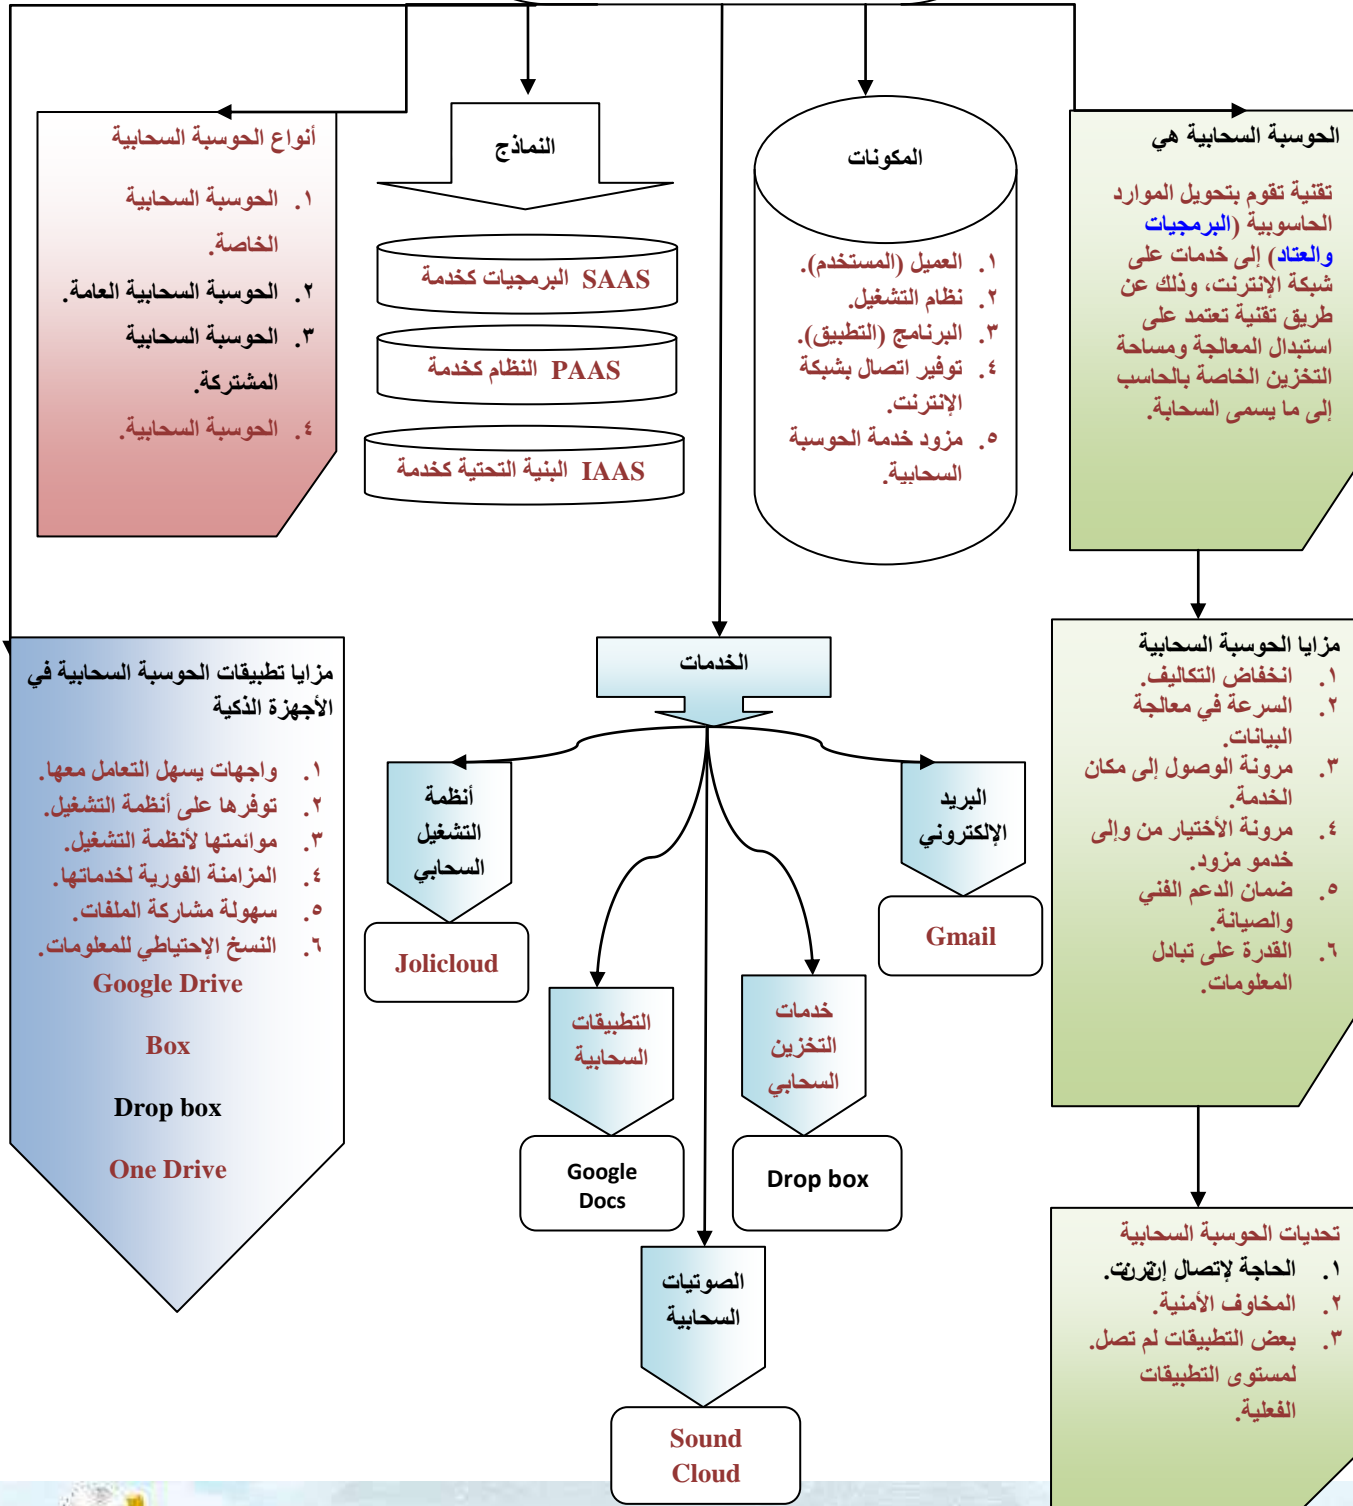 الحوسبة السحابية هي
تقنية تقوم بتحويل الموارد
الحاسوبية (البرمجيات
والعتاد) إلى خدمات على
شبكة الإنترنت، وذلك عن
طريق تقنية تعتمد على
استبدال المعالجة ومساحة
التخزين الخاصة بالحاسب
إلى ما يسمى السحابة.
المكونات
١. العميل (المستخدم).
٢. نظام التشغيل.
٣. البرنامج (التطبيق).
٤. توفير اتصال بشبكة
الإنترنت.
٥. مزود خدمة الحوسبة
السحابية.
النماذج
SAAS البرمجيات كخدمة
PAAS النظام كخدمة
IAAS البنية التحتية كخدمة
أنواع الحوسبة السحابية
١. الحوسبة السحابية
الخاصة.
٢. الحوسبة السحابية العامة.
٣. الحوسبة السحابية
المشتركة.
٤. الحوسبة السحابية.
مزايا الحوسبة السحابية
١. انخفاض التكاليف.
٢. السرعة في معالجة
البيانات.
٣. مرونة الوصول إلى مكان
الخدمة.
٤. مرونة الأختيار من وإلى
خدمو مزود.
٥. ضمان الدعم الفني
والصيانة.
٦. القدرة على تبادل
المعلومات.
الخدمات
البريد
الإلكتروني
Gmail
خدمات
التخزين
السحابي
Drop box
الصوتيات
السحابية
Sound
Cloud
التطبيقات
السحابية
Google
Docs
أنظمة
التشغيل
السحابي
Jolicloud
مزايا تطبيقات الحوسبة السحابية في
الأجهزة الذكية
١. واجهات يسهل التعامل معها.
٢. توفرها على أنظمة التشغيل.
٣. موائمتها لأنظمة التشغيل.
٤. المزامنة الفورية لخدماتها.
٥. سهولة مشاركة الملفات.
٦. النسخ الإحتياطي للمعلومات.
Google Drive
Box
Drop box
One Drive
تحديات الحوسبة السحابية
١. الحاجة لإتصال إنترنت.
٢. المخاوف الأمنية.
٣. بعض التطبيقات لم تصل.
لمستوى التطبيقات
الفعلية.